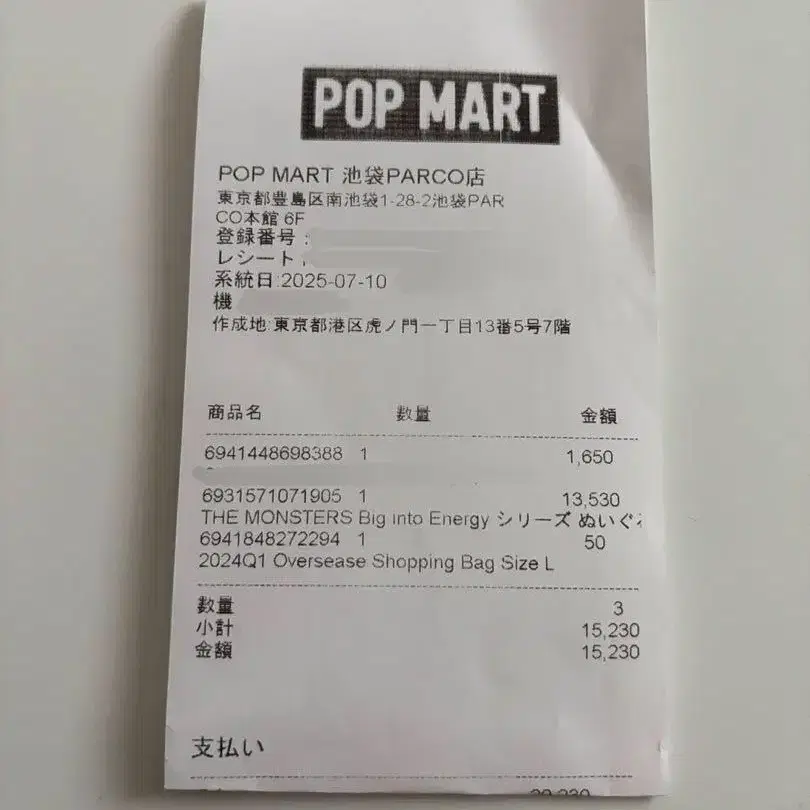 POP MART
POP MART 池袋PARCO店
東京都豊島区南池袋1-28-2池袋PAR
CO本館 6F
登録番号:
レシート
系統日:2025-07-10
機
作成地:東京都港区虎ノ門一丁目13番5号7階
商品名 数量 金額
6941448698388 1 1,650
6931571071905 1 13,530
THE MONSTERS Big into Energy シリーズ ぬいぐ
6941848272294 1 50
2024Q1 Oversease Shopping Bag Size L
数量 3
小計 15,230
金額 15,230
支払い